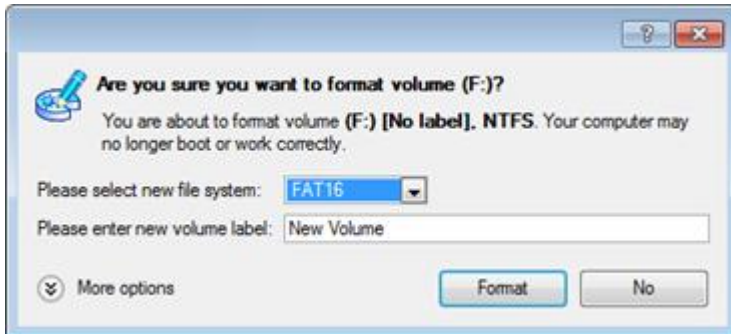 Are you sure you want to format volume (F:)?
You are about to format volume (F:) [No label], NTFS. Your computer may
no longer boot or work correctly.
Please select new file system: FAT16
Please enter new volume label: New Volume
More options Format No